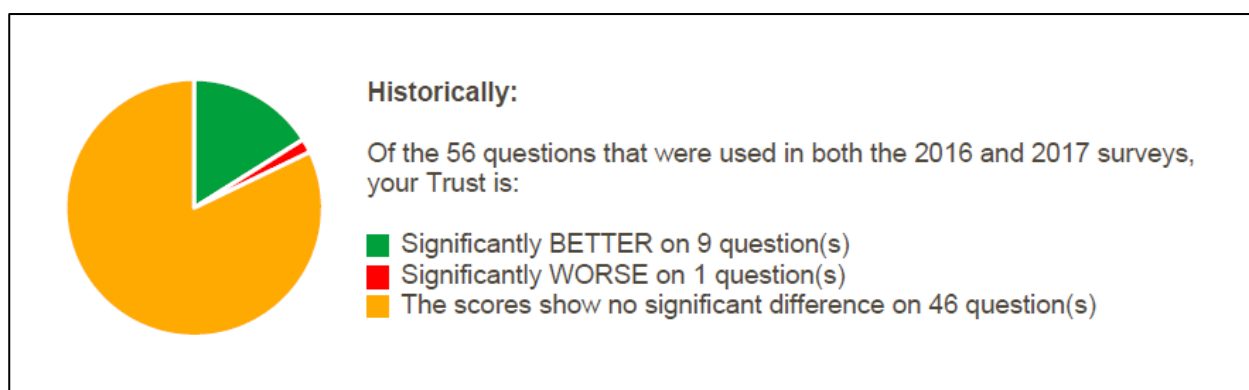 Historically:
Of the 56 questions that were used in both the 2016 and 2017 surveys,
your Trust is:
Significantly BETTER on 9 question(s)
Significantly WORSE on 1 question(s)
The scores show no significant difference on 46 question(s)